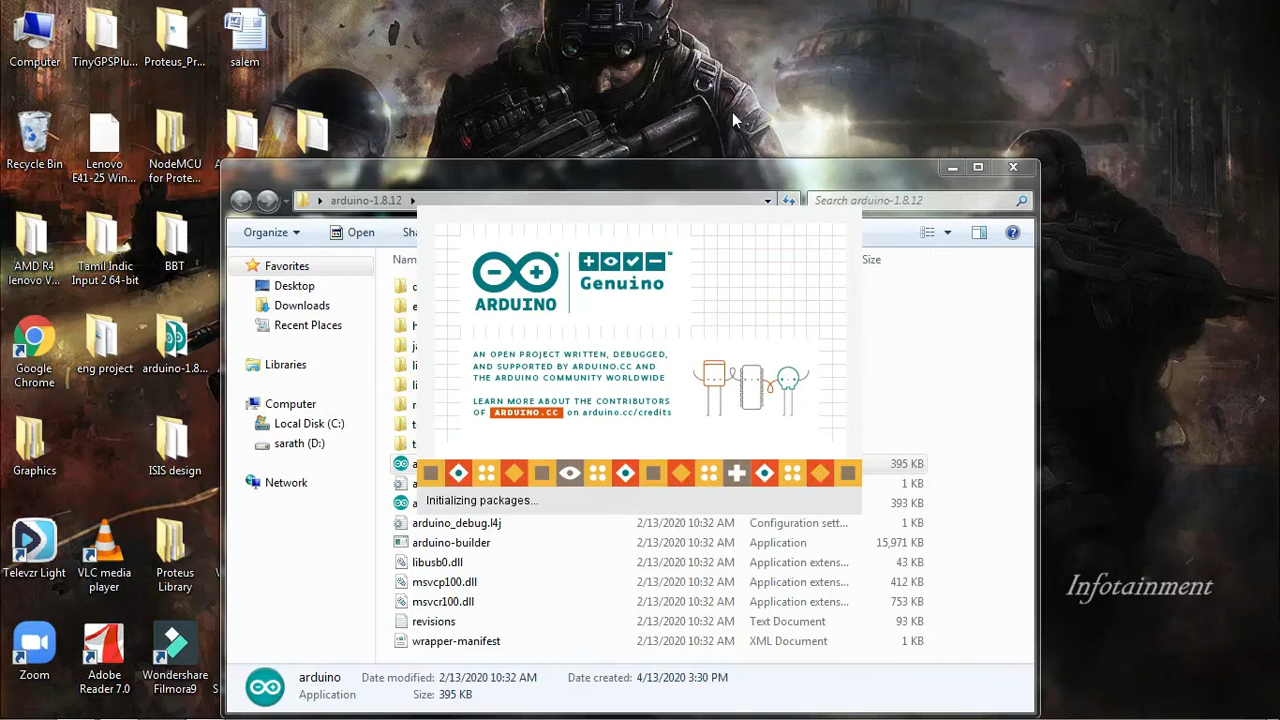 Computer
TinyGPSPlu...
Proteus_Pr...
salem
Recycle Bin
Lenovo
E41-25 Win...
NodeMCU
for Prote...
AMD R4
lenovo V...
Tamil Indic
Input 2 64-bit
BBT
Google
Chrome
eng project
arduino-1.8...
Graphics
ISIS design
Televzr Light
VLC media
player
Proteus
Library
Zoom
Adobe
Reader 7.0
Wondershare
Filmora9
arduino-1.8.12
Search arduino-1.8.12
Organize
Open
Sha
Nam
Size
Favorites
Desktop
Downloads
Recent Places
Libraries
Computer
Local Disk (C:)
sarath (D:)
Network
ARDUINO
Genuino
AN OPEN PROJECT WRITTEN, DEBUGGED,
AND SUPPORTED BY ARDUINO.CC AND
THE ARDUINO COMMUNITY WORLDWIDE
LEARN MORE ABOUT THE CONTRIBUTORS
OF ARDUINO.CC on arduino.cc/credits
Initializing packages...
395 KB
1 KB
393 KB
arduino_debug.l4j 2/13/2020 10:32 AM Configuration sett... 1 KB
arduino-builder 2/13/2020 10:32 AM Application 15,971 KB
libusb0.dll 2/13/2020 10:32 AM Application extens... 43 KB
msvcp100.dll 2/13/2020 10:32 AM Application extens... 412 KB
msvcr100.dll 2/13/2020 10:32 AM Application extens... 753 KB
revisions 2/13/2020 10:32 AM Text Document 93 KB
wrapper-manifest 2/13/2020 10:32 AM XML Document 1 KB
arduino Date modified: 2/13/2020 10:32 AM Date created: 4/13/2020 3:30 PM
Application Size: 395 KB
Infotainment